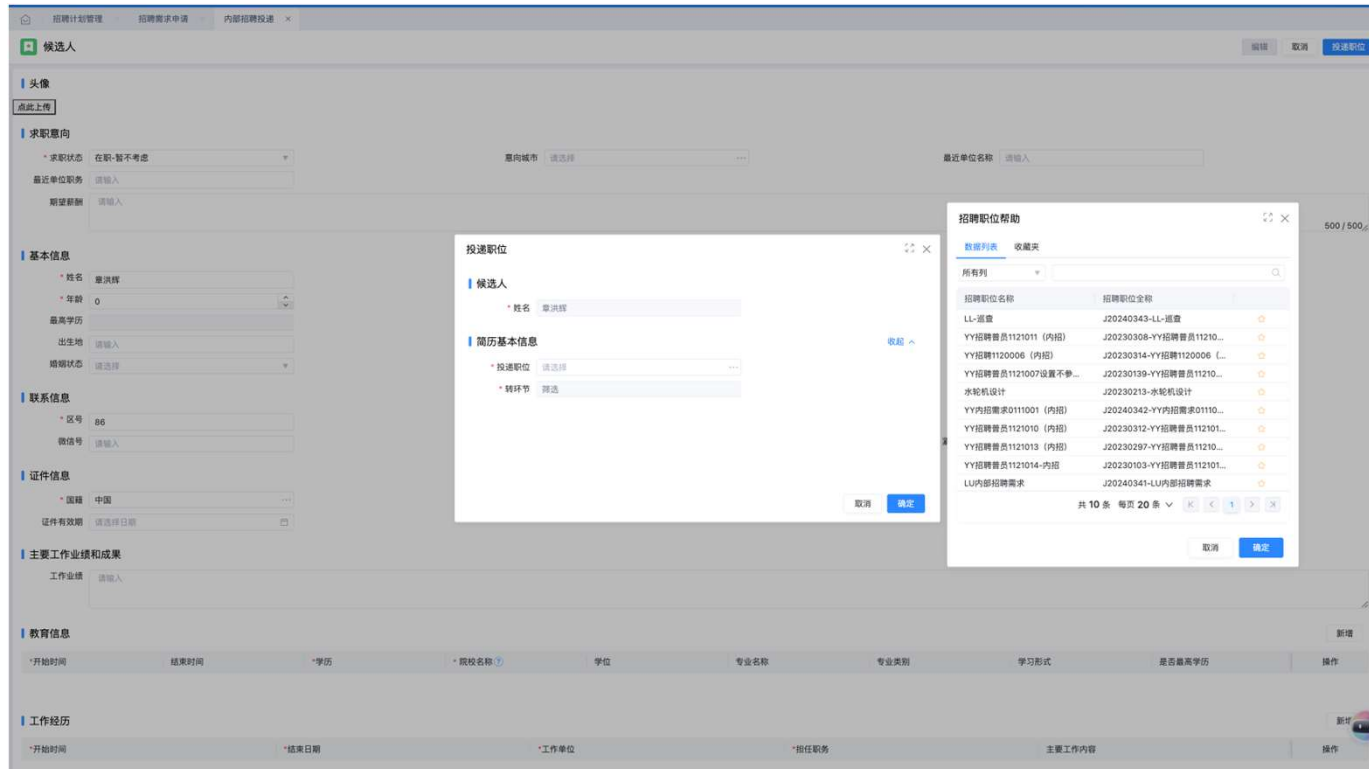 招聘计划管理 招聘需求申请 内部招聘投递 ×
候选人 编辑 取消 投递职位
头像
点此上传
求职意向
* 求职状态 在职-暂不考虑 意向城市 请选择 ··· 最近单位名称 请输入
最近单位职务 请输入
期望薪酬 请输入
500 / 500
基本信息
* 姓名 章洪辉
* 年龄 0
最高学历
出生地 请输入
婚姻状态 请选择
联系信息
* 区号 86
微信号 请输入
证件信息
* 国籍 中国 ···
证件有效期 请选择日期
主要工作业绩和成果
工作业绩 请输入
教育信息 新增
*开始时间 结束时间 *学历 * 院校名称 ? 学位 专业名称 专业类别 学习形式 是否最高学历 操作
工作经历 新增
*开始时间 *结束日期 *工作单位 *担任职务 主要工作内容 操作
投递职位
候选人
* 姓名 章洪辉
简历基本信息 收起
* 投递职位 请选择 ···
* 转环节 筛选
取消 确定
招聘职位帮助
数据列表 收藏夹
所有列
招聘职位名称 招聘职位全称
LL-巡查 J20240343-LL-巡查
YY招聘普员1121011（内招） J20230308-YY招聘普员11210...
YY招聘1120006（内招） J20230314-YY招聘1120006（...
YY招聘普员1121007设置不参... J20230139-YY招聘普员11210...
水轮机设计 J20230213-水轮机设计
YY内招需求0111001（内招） J20240342-YY内招需求01110...
YY招聘普员1121010（内招） J20230312-YY招聘普员112101...
YY招聘普员1121013（内招） J20230297-YY招聘普员11210...
YY招聘普员1121014-内招 J20230103-YY招聘普员112101...
LU内部招聘需求 J20240341-LU内部招聘需求
共 10 条 每页 20 条 1
取消 确定